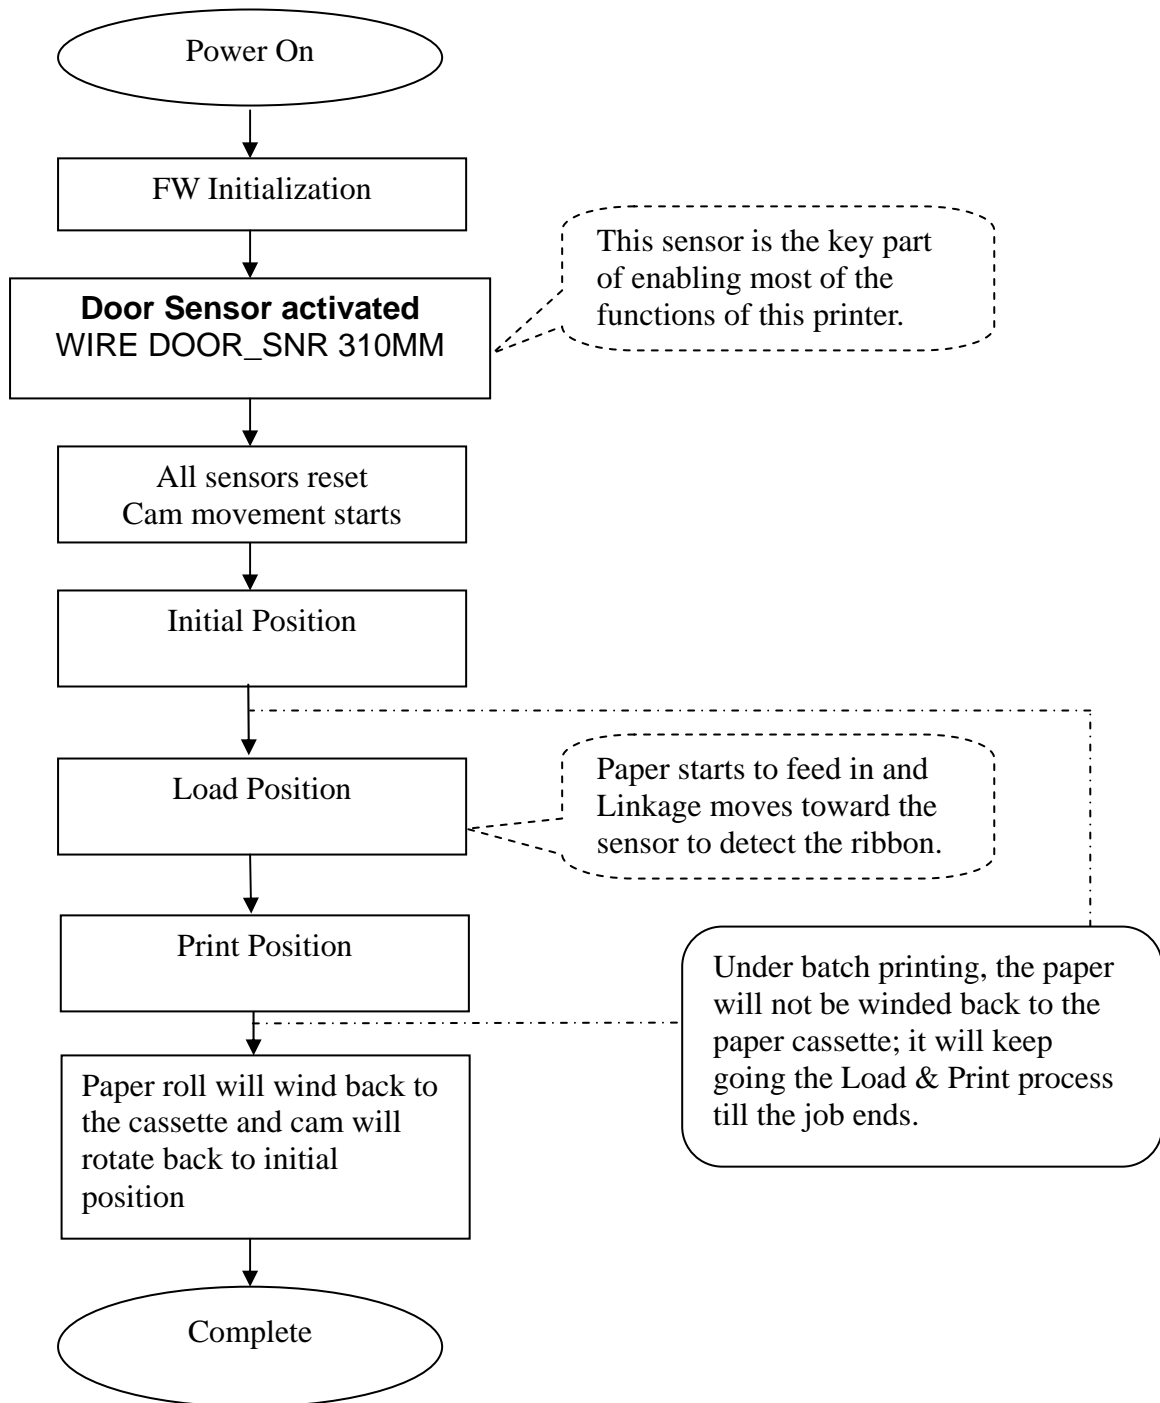 Power On
FW Initialization
This sensor is the key part
of enabling most of the
functions of this printer.
Door Sensor activated
WIRE DOOR_SNR 310MM
All sensors reset
Cam movement starts
Initial Position
Load Position
Paper starts to feed in and
Linkage moves toward the
sensor to detect the ribbon.
Print Position
Under batch printing, the paper
will not be winded back to the
paper cassette; it will keep
going the Load & Print process
till the job ends.
Paper roll will wind back to
the cassette and cam will
rotate back to initial
position
Complete